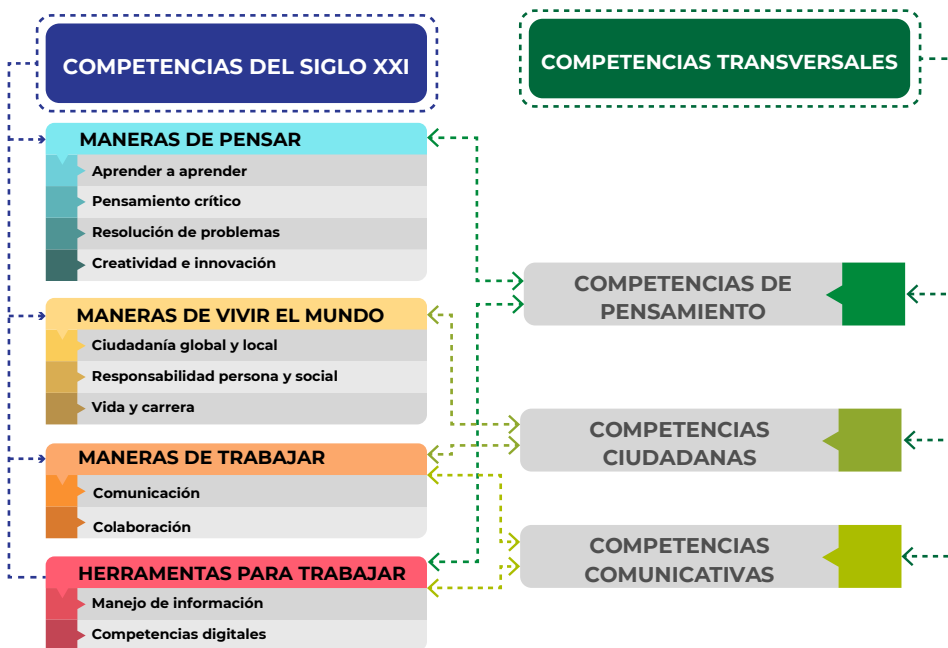 COMPETENCIAS DEL SIGLO XXI
MANERAS DE PENSAR
Aprender a aprender
Pensamiento crítico
Resolución de problemas
Creatividad e innovación
MANERAS DE VIVIR EL MUNDO
Ciudadanía global y local
Responsabilidad persona y social
Vida y carrera
MANERAS DE TRABAJAR
Comunicación
Colaboración
HERRAMENTAS PARA TRABAJAR
Manejo de información
Competencias digitales
COMPETENCIAS TRANSVERSALES
COMPETENCIAS DE
PENSAMIENTO
COMPETENCIAS
CIUDADANAS
COMPETENCIAS
COMUNICATIVAS